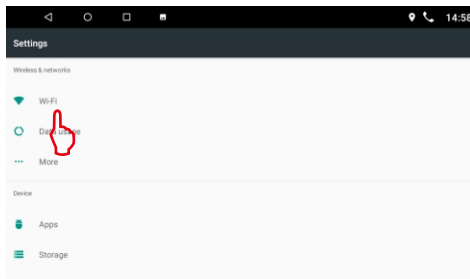 14:58
Settings
Wireless & networks
Wi-Fi
Data usage
More
Device
Apps
Storage